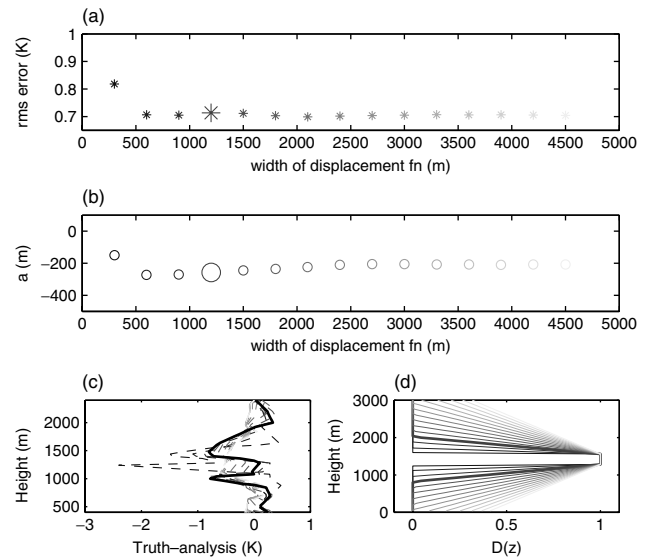 (a)
rms error (K)
1
0.9
0.8
0.7
0 500 1000 1500 2000 2500 3000 3500 4000 4500 5000
width of displacement fn (m)
(b)
a (m)
0
−200
−400
0 500 1000 1500 2000 2500 3000 3500 4000 4500 5000
width of displacement fn (m)
(c)
Height (m)
2000
1500
1000
500
−3 −2 −1 0 1
Truth−analysis (K)
(d)
Height (m)
3000
2000
1000
0
0 0.5 1
D(z)